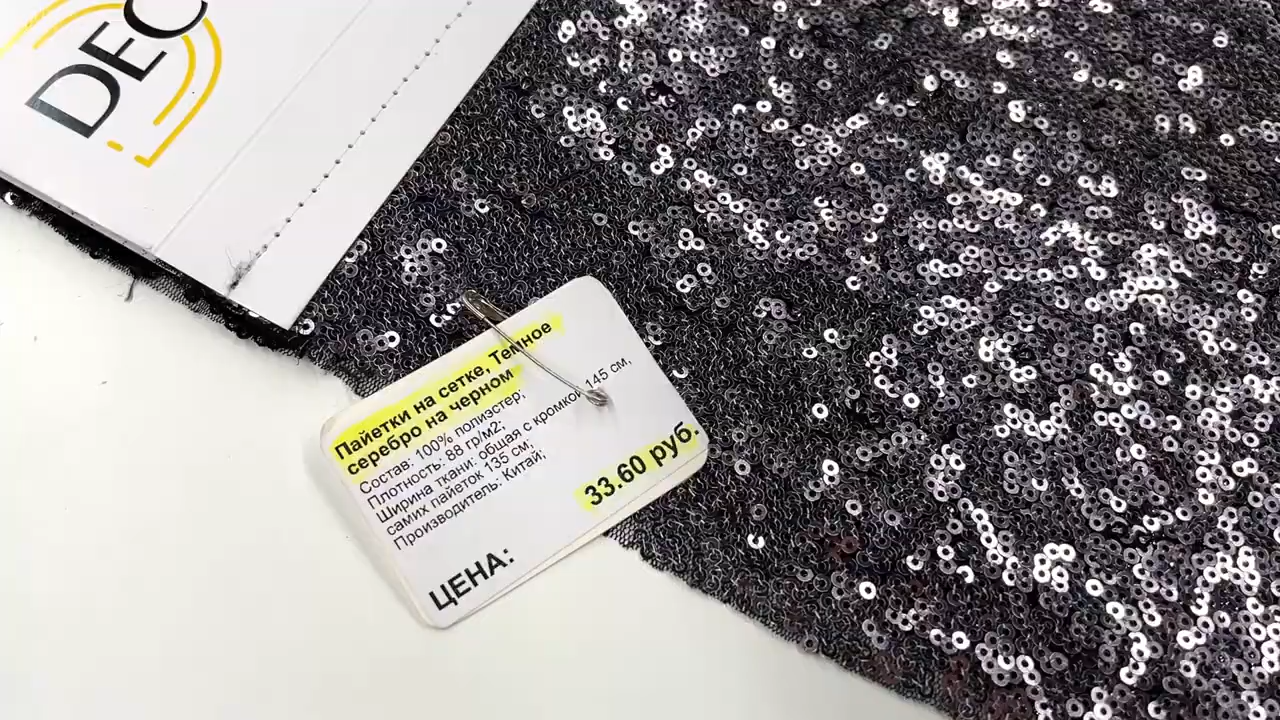 DEC
Пайетки на сетке, Темное
серебро на черном
Состав: 100% полиэстер;
Плотность: 88 гр/м2;
Ширина ткани: общая с кромкой 145 см,
самих пайеток 135 см;
Производитель: Китай;
ЦЕНА:
33.60 руб.